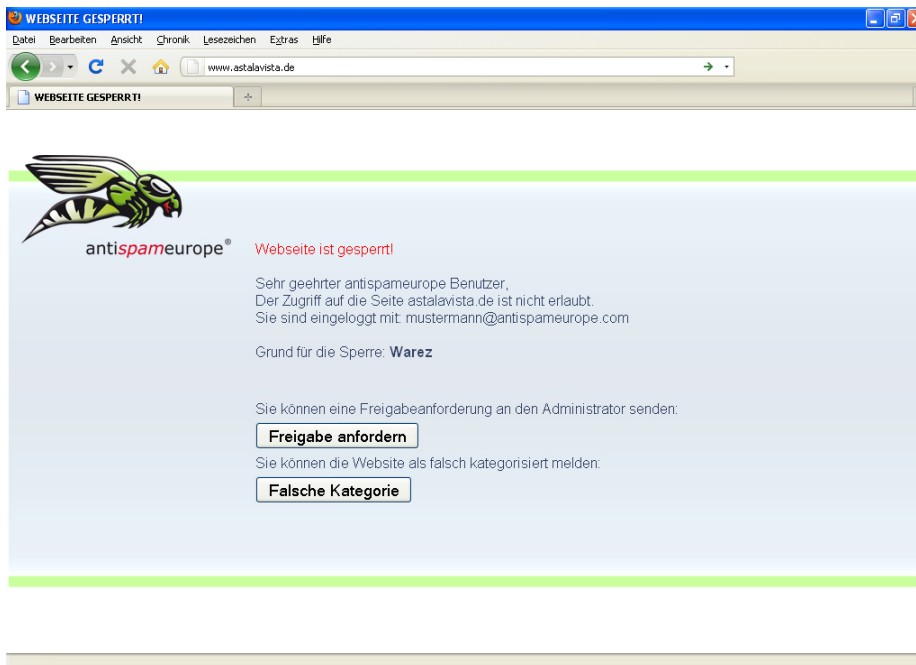 WEBSEITE GESPERRT!
Datei Bearbeiten Ansicht Chronik Lesezeichen Extras Hilfe
www.astalavista.de
WEBSEITE GESPERRT!
antispameurope®
Webseite ist gesperrt!
Sehr geehrter antispameurope Benutzer,
Der Zugriff auf die Seite astalavista.de ist nicht erlaubt.
Sie sind eingeloggt mit: mustermann@antispameurope.com
Grund für die Sperre: Warez
Sie können eine Freigabeanforderung an den Administrator senden:
Freigabe anfordern
Sie können die Website als falsch kategorisiert melden:
Falsche Kategorie